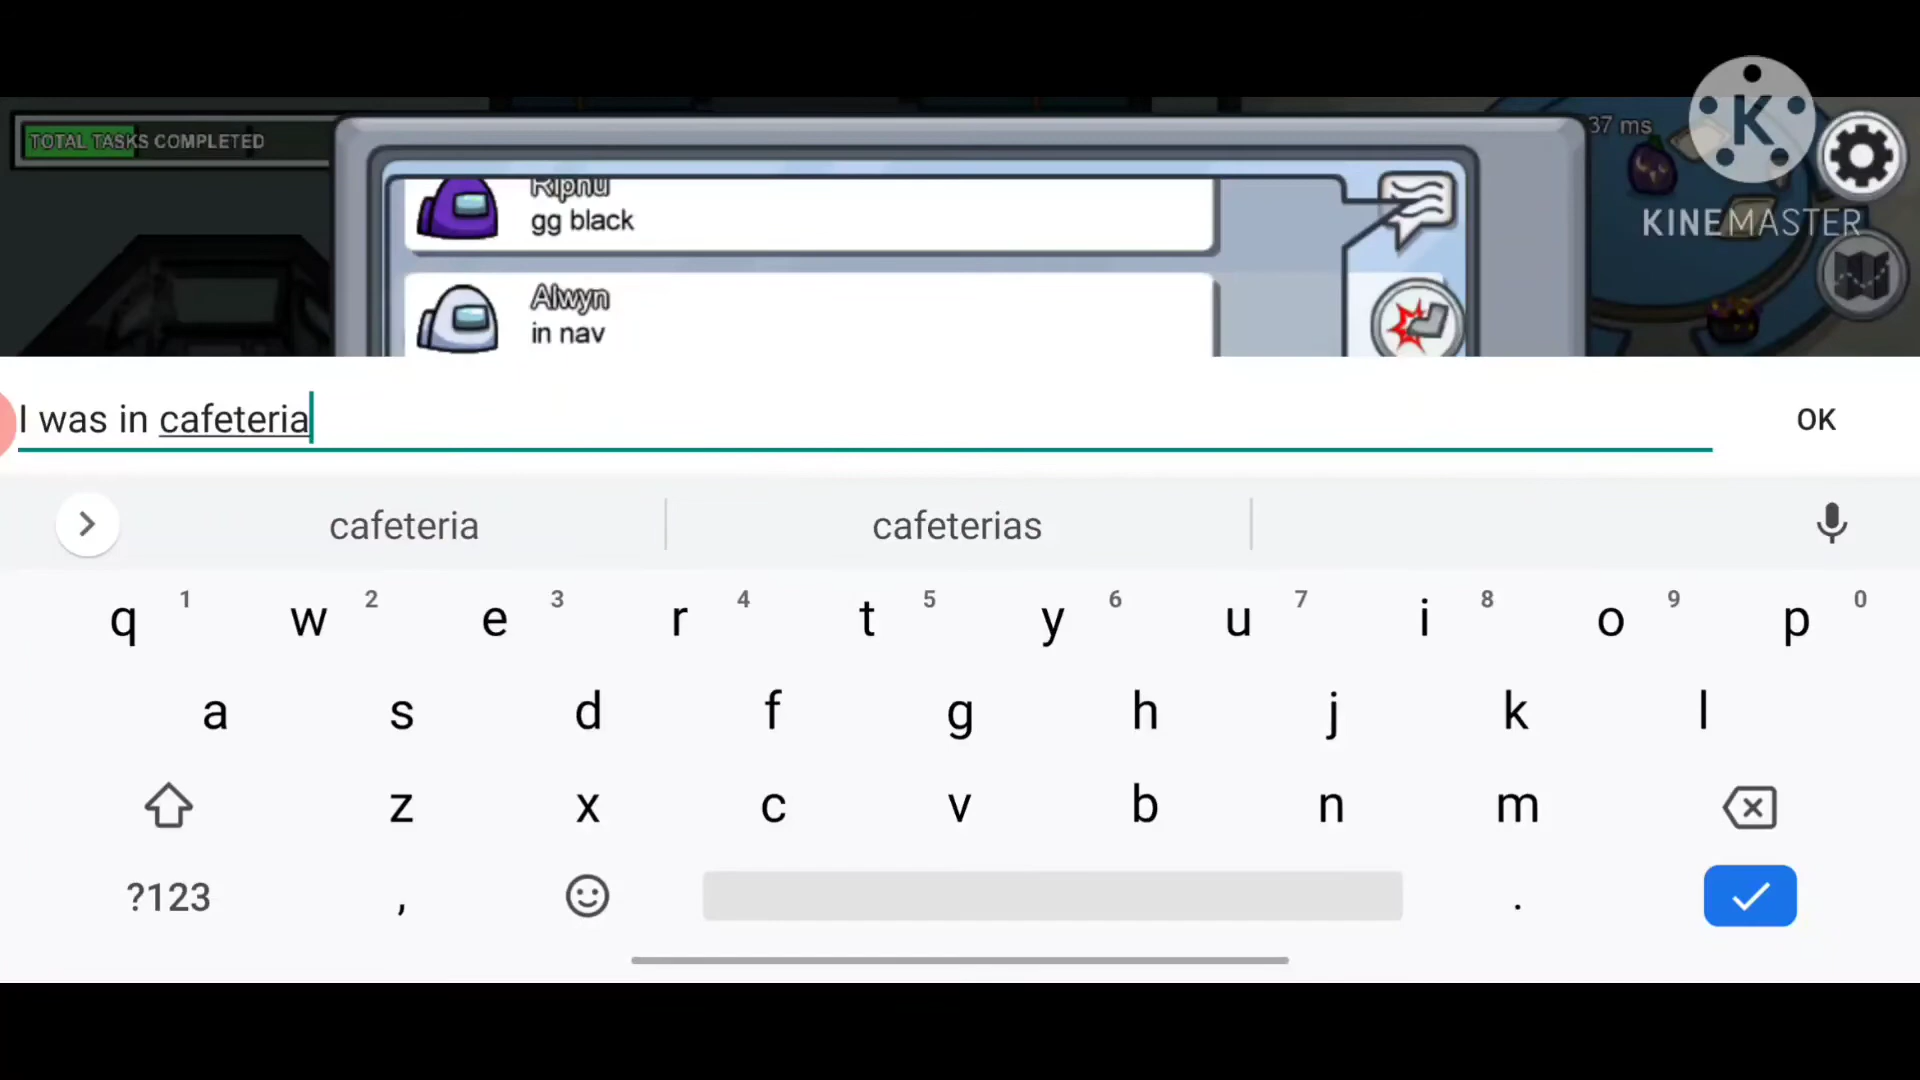 TOTAL TASKS COMPLETED
37 ms
K
KINEMASTER
Ripnu
gg black
Alwyn
in nav
I was in cafeteria
OK
cafeteria
cafeterias
q 1 w 2 e 3 r 4 t 5 y 6 u 7 i 8 o 9 p 0
a s d f g h j k l
z x c v b n m
?123 , .